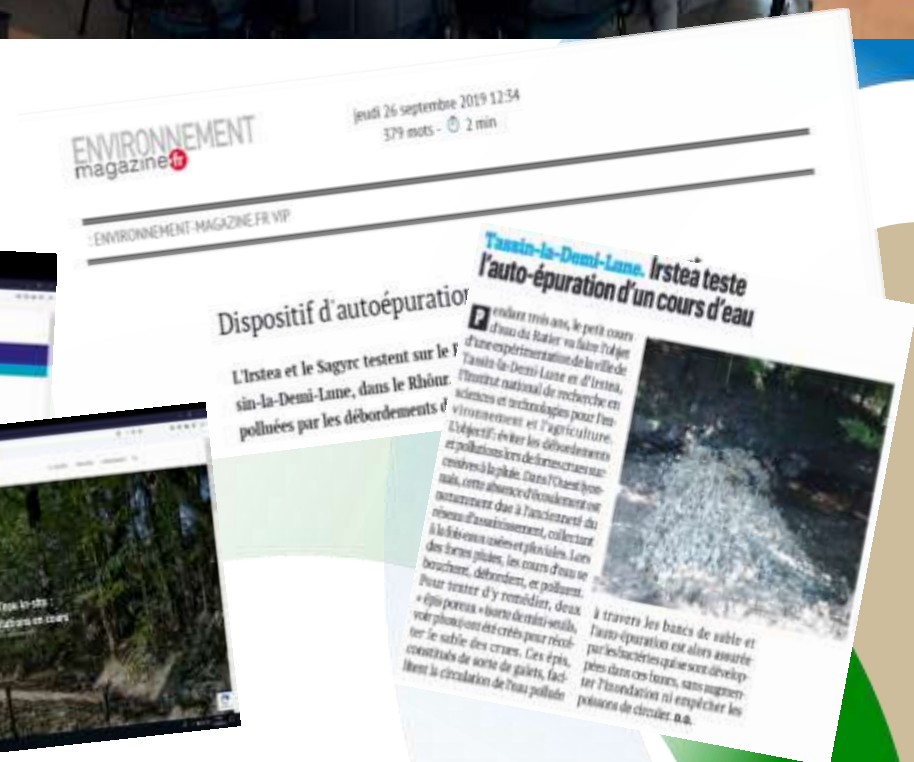 jeudi 26 septembre 2019 12:34
379 mots - 2 min
ENVIRONNEMENT
magazine.fr
: ENVIRONNEMENT-MAGAZINE.FR VIP
Dispositif d'autoépuration
L'Irstea et le Sagyrc testent sur le R
sin-la-Demi-Lune, dans le Rhône.
polluées par les débordements d
Tassin-la-Demi-Lune. Irstea teste
l'auto-épuration d'un cours d'eau
Pendant trois ans, le petit cours
d'eau du Ratier va faire l'objet
d'une expérimentation de la ville de
Tassin-la-Demi-Lune et d'Irstea,
l'Institut national de recherche en
sciences et technologies pour l'en-
vironnement et l'agriculture.
L'objectif : éviter les débordements
et pollutions lors de fortes crues suc-
cessives à la pluie. Dans l'Ouest lyon-
nais, cette absence d'écoulement est
notamment due à l'ancienneté du
réseau d'assainissement, collectant
à la fois eaux usées et pluviales. Lors
des fortes pluies, les cours d'eau se
bouchent, débordent, et polluent.
Pour tenter d'y remédier, deux
« épis poreux » (sorte de mini-seuils,
voir photo) ont été créés pour récol-
ter le sable des crues. Ces épis,
constitués de sorte de galets, faci-
litent la circulation de l'eau polluée
à travers les bancs de sable et
l'auto-épuration est alors assurée
par les bactéries qui se sont dévelop-
pées dans ces bancs, sans augmen-
ter l'inondation ni empêcher les
poissons de circuler.
in-situ :
en cours